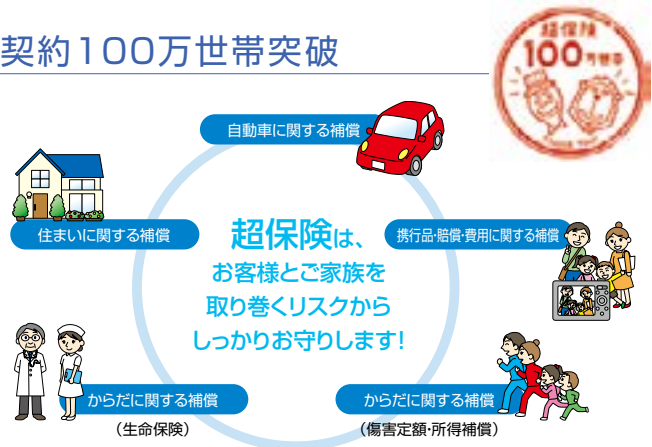 契約100万世帯突破
超保険
100万世帯
自動車に関する補償
住まいに関する補償
携行品・賠償・費用に関する補償
超保険は、
お客様とご家族を
取り巻くリスクから
しっかりお守りします!
からだに関する補償
(生命保険)
からだに関する補償
(傷害定額・所得補償)